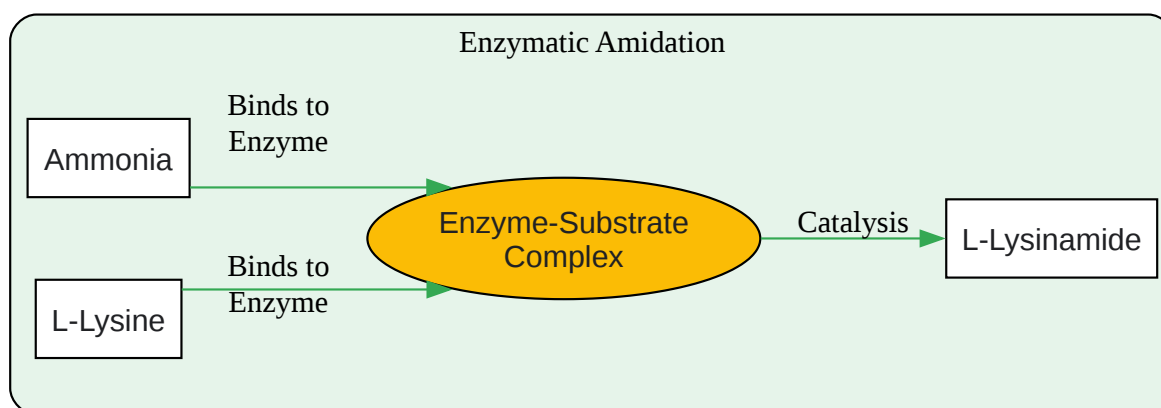 Enzymatic Amidation
Binds to
Enzyme
Ammonia
Enzyme-Substrate
Complex
Catalysis
L-Lysinamide
Binds to
Enzyme
L-Lysine